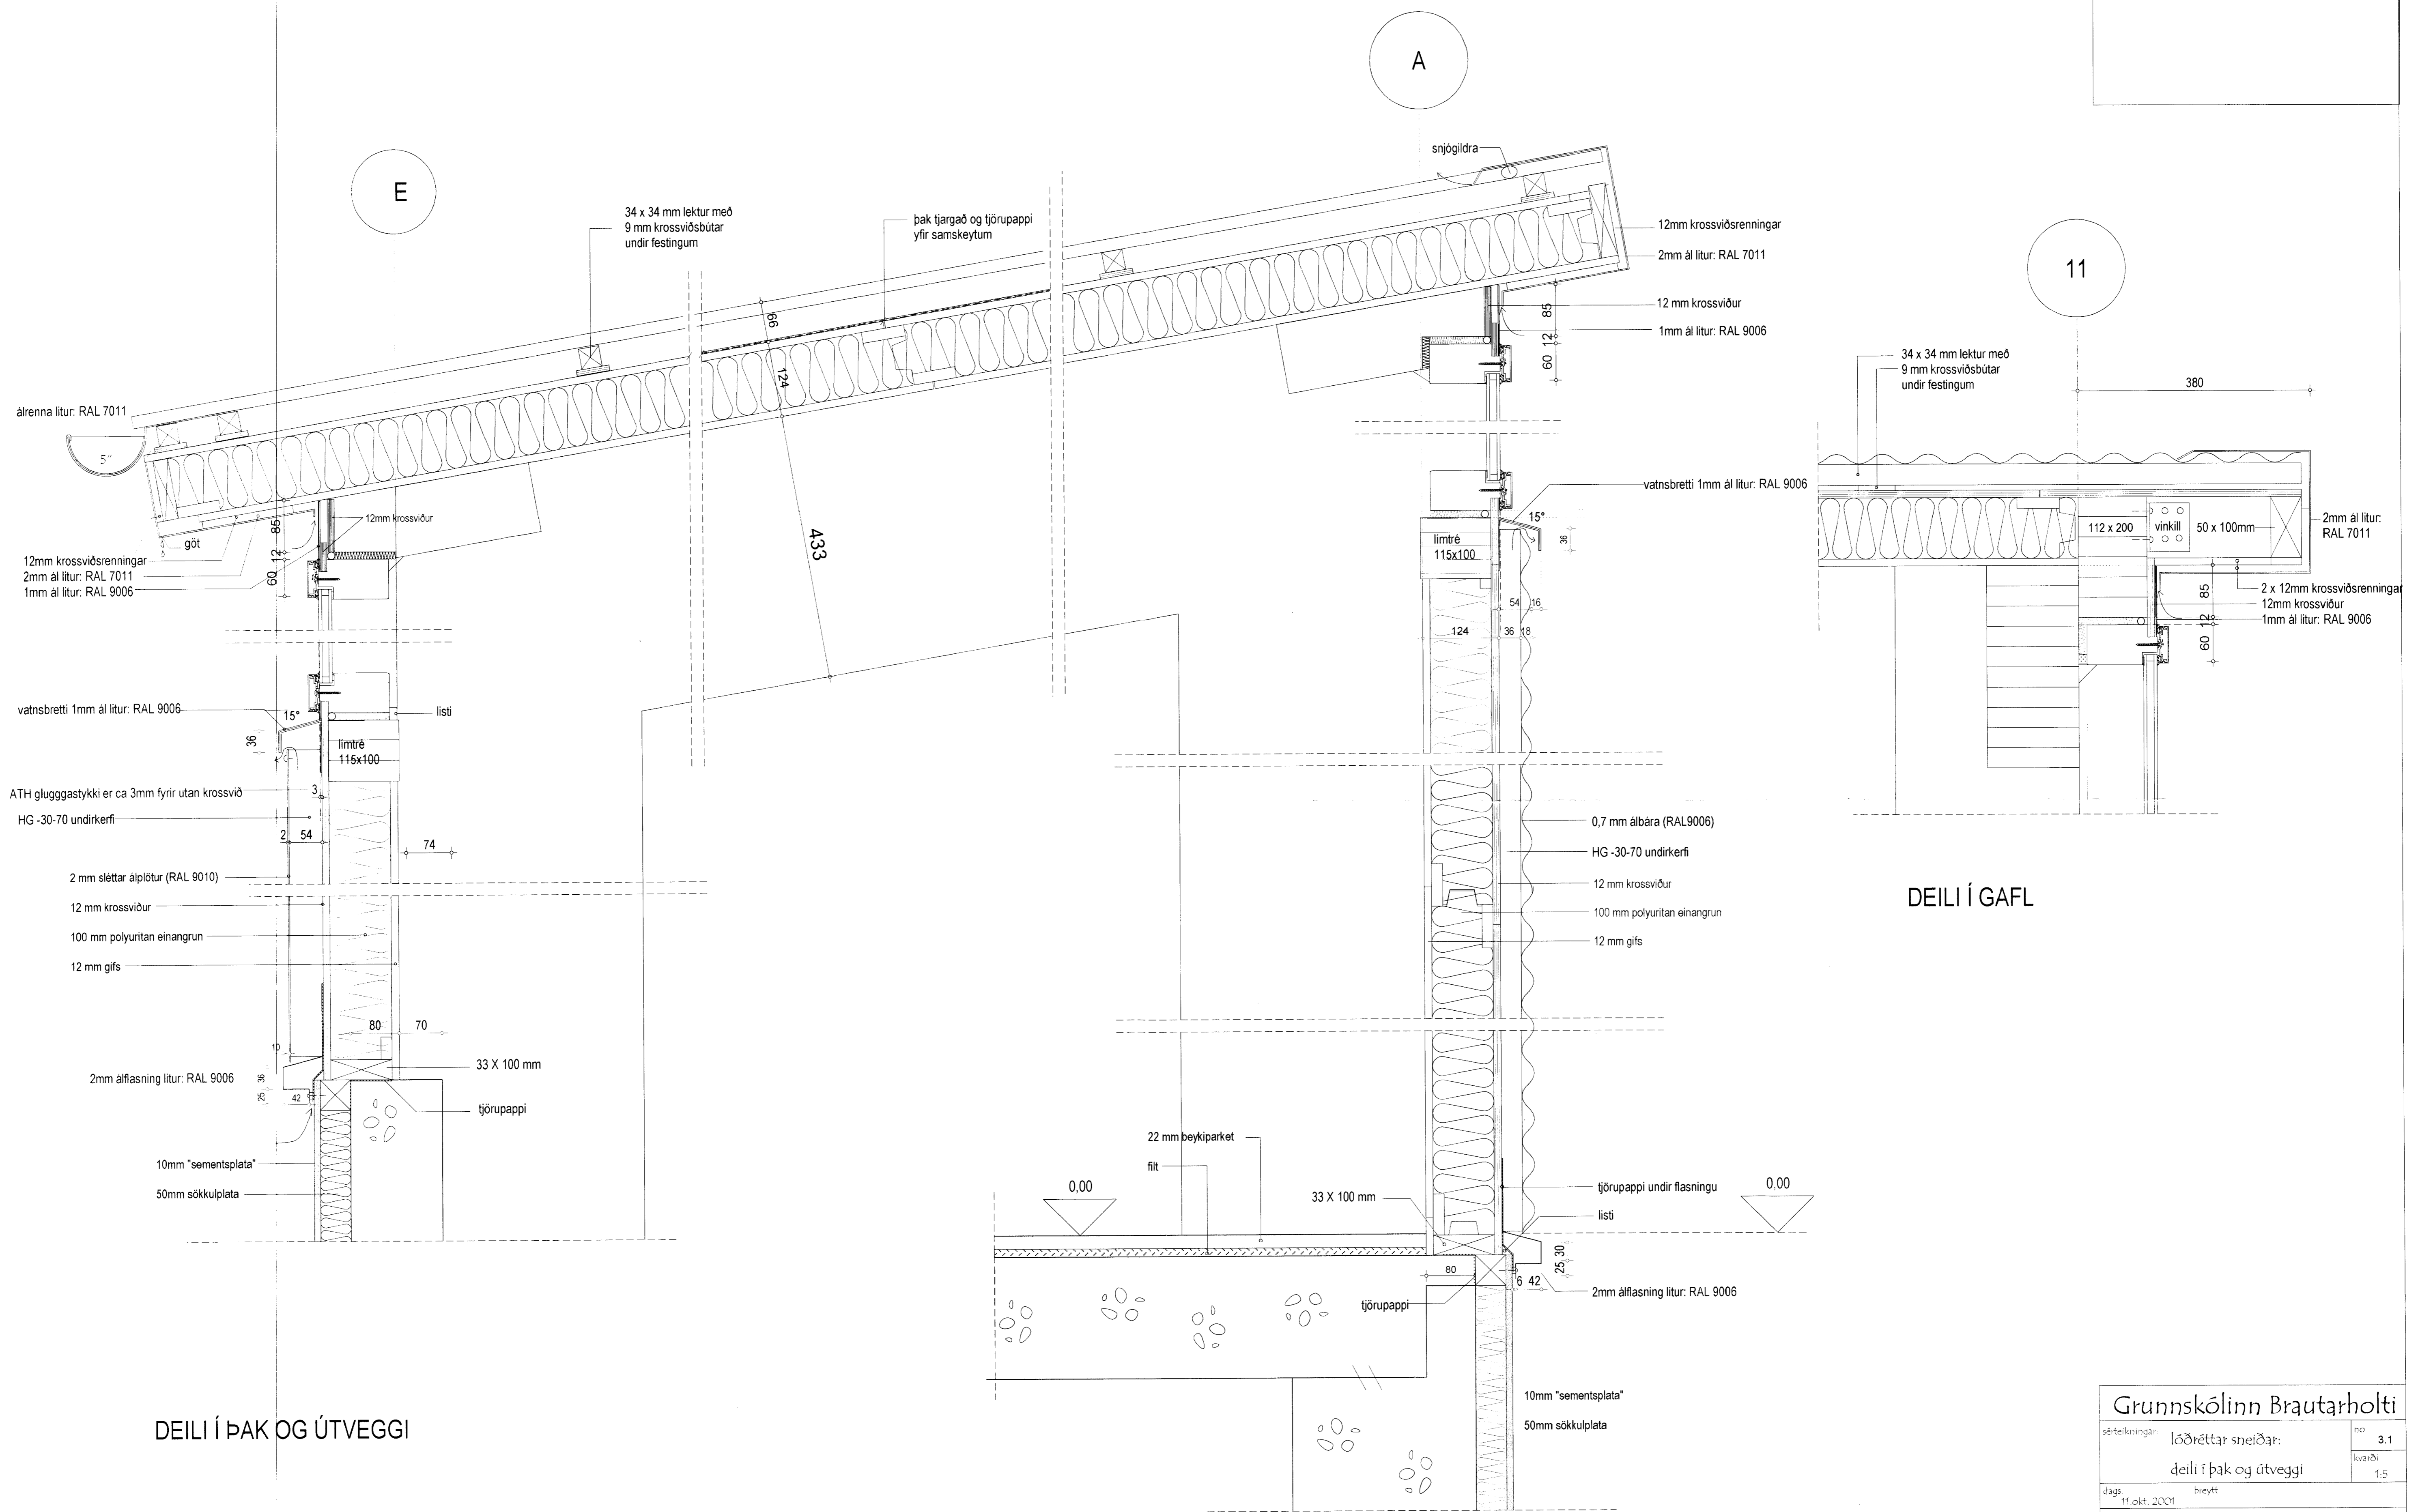 A
E
snjógildra
34 x 34 mm lektur með
9 mm krossviðsbútar
undir festingum
þak tjargað og tjörupappi
yfir samskeytum
12mm krossviðsrenningar
2mm ál litur: RAL 7011
12 mm krossviður
1mm ál litur: RAL 9006
85
12
60
66
124
433
álrenna litur: RAL 7011
5"
göt
12mm krossviður
85
12
60
12mm krossviðsrenningar
2mm ál litur: RAL 7011
1mm ál litur: RAL 9006
vatnsbretti 1mm ál litur: RAL 9006
15°
listi
36
límtré
115x100
ATH glugggastykki er ca 3mm fyrir utan krossvið
3
HG -30-70 undirkerfi
2
54
74
2 mm sléttar álplötur (RAL 9010)
12 mm krossviður
100 mm polyuritan einangrun
12 mm gifs
80
70
10
33 X 100 mm
2mm álflasning litur: RAL 9006
36
25
42
tjörupappi
10mm "sementsplata"
50mm sökkulplata
DEILI Í ÞAK OG ÚTVEGGI
vatnsbretti 1mm ál litur: RAL 9006
15°
36
límtré
115x100
54
16
124
36
18
0,7 mm álbára (RAL9006)
HG -30-70 undirkerfi
12 mm krossviður
100 mm polyuritan einangrun
12 mm gifs
22 mm beykiparket
filt
0,00
33 X 100 mm
tjörupappi undir flasningu
0,00
listi
30
25
80
6
42
tjörupappi
2mm álflasning litur: RAL 9006
10mm "sementsplata"
50mm sökkulplata
11
34 x 34 mm lektur með
9 mm krossviðsbútar
undir festingum
380
112 x 200
vinkill
50 x 100mm
2mm ál litur:
RAL 7011
85
12
60
2 x 12mm krossviðsrenningar
12mm krossviður
1mm ál litur: RAL 9006
DEILI Í GAFL
Grunnskólinn Brautarholti
sérteikningar:
lóðréttar sneiðar:
deili í þak og útveggi
no
3.1
kvarði
1:5
dags
11.okt. 2001
breytt